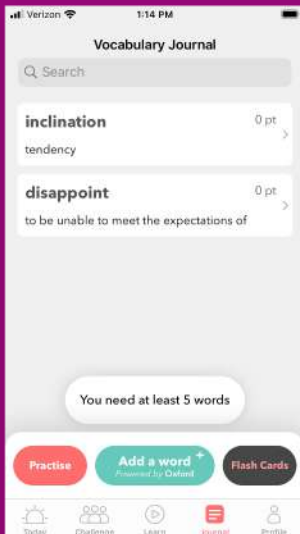 Verizon 1:14 PM
Vocabulary Journal
Search
inclination 0 pt
tendency
disappoint 0 pt
to be unable to meet the expectations of
You need at least 5 words
Practise
Add a word +
Powered by Oxford
Flash Cards
Today Challenge Learn Journal Profile